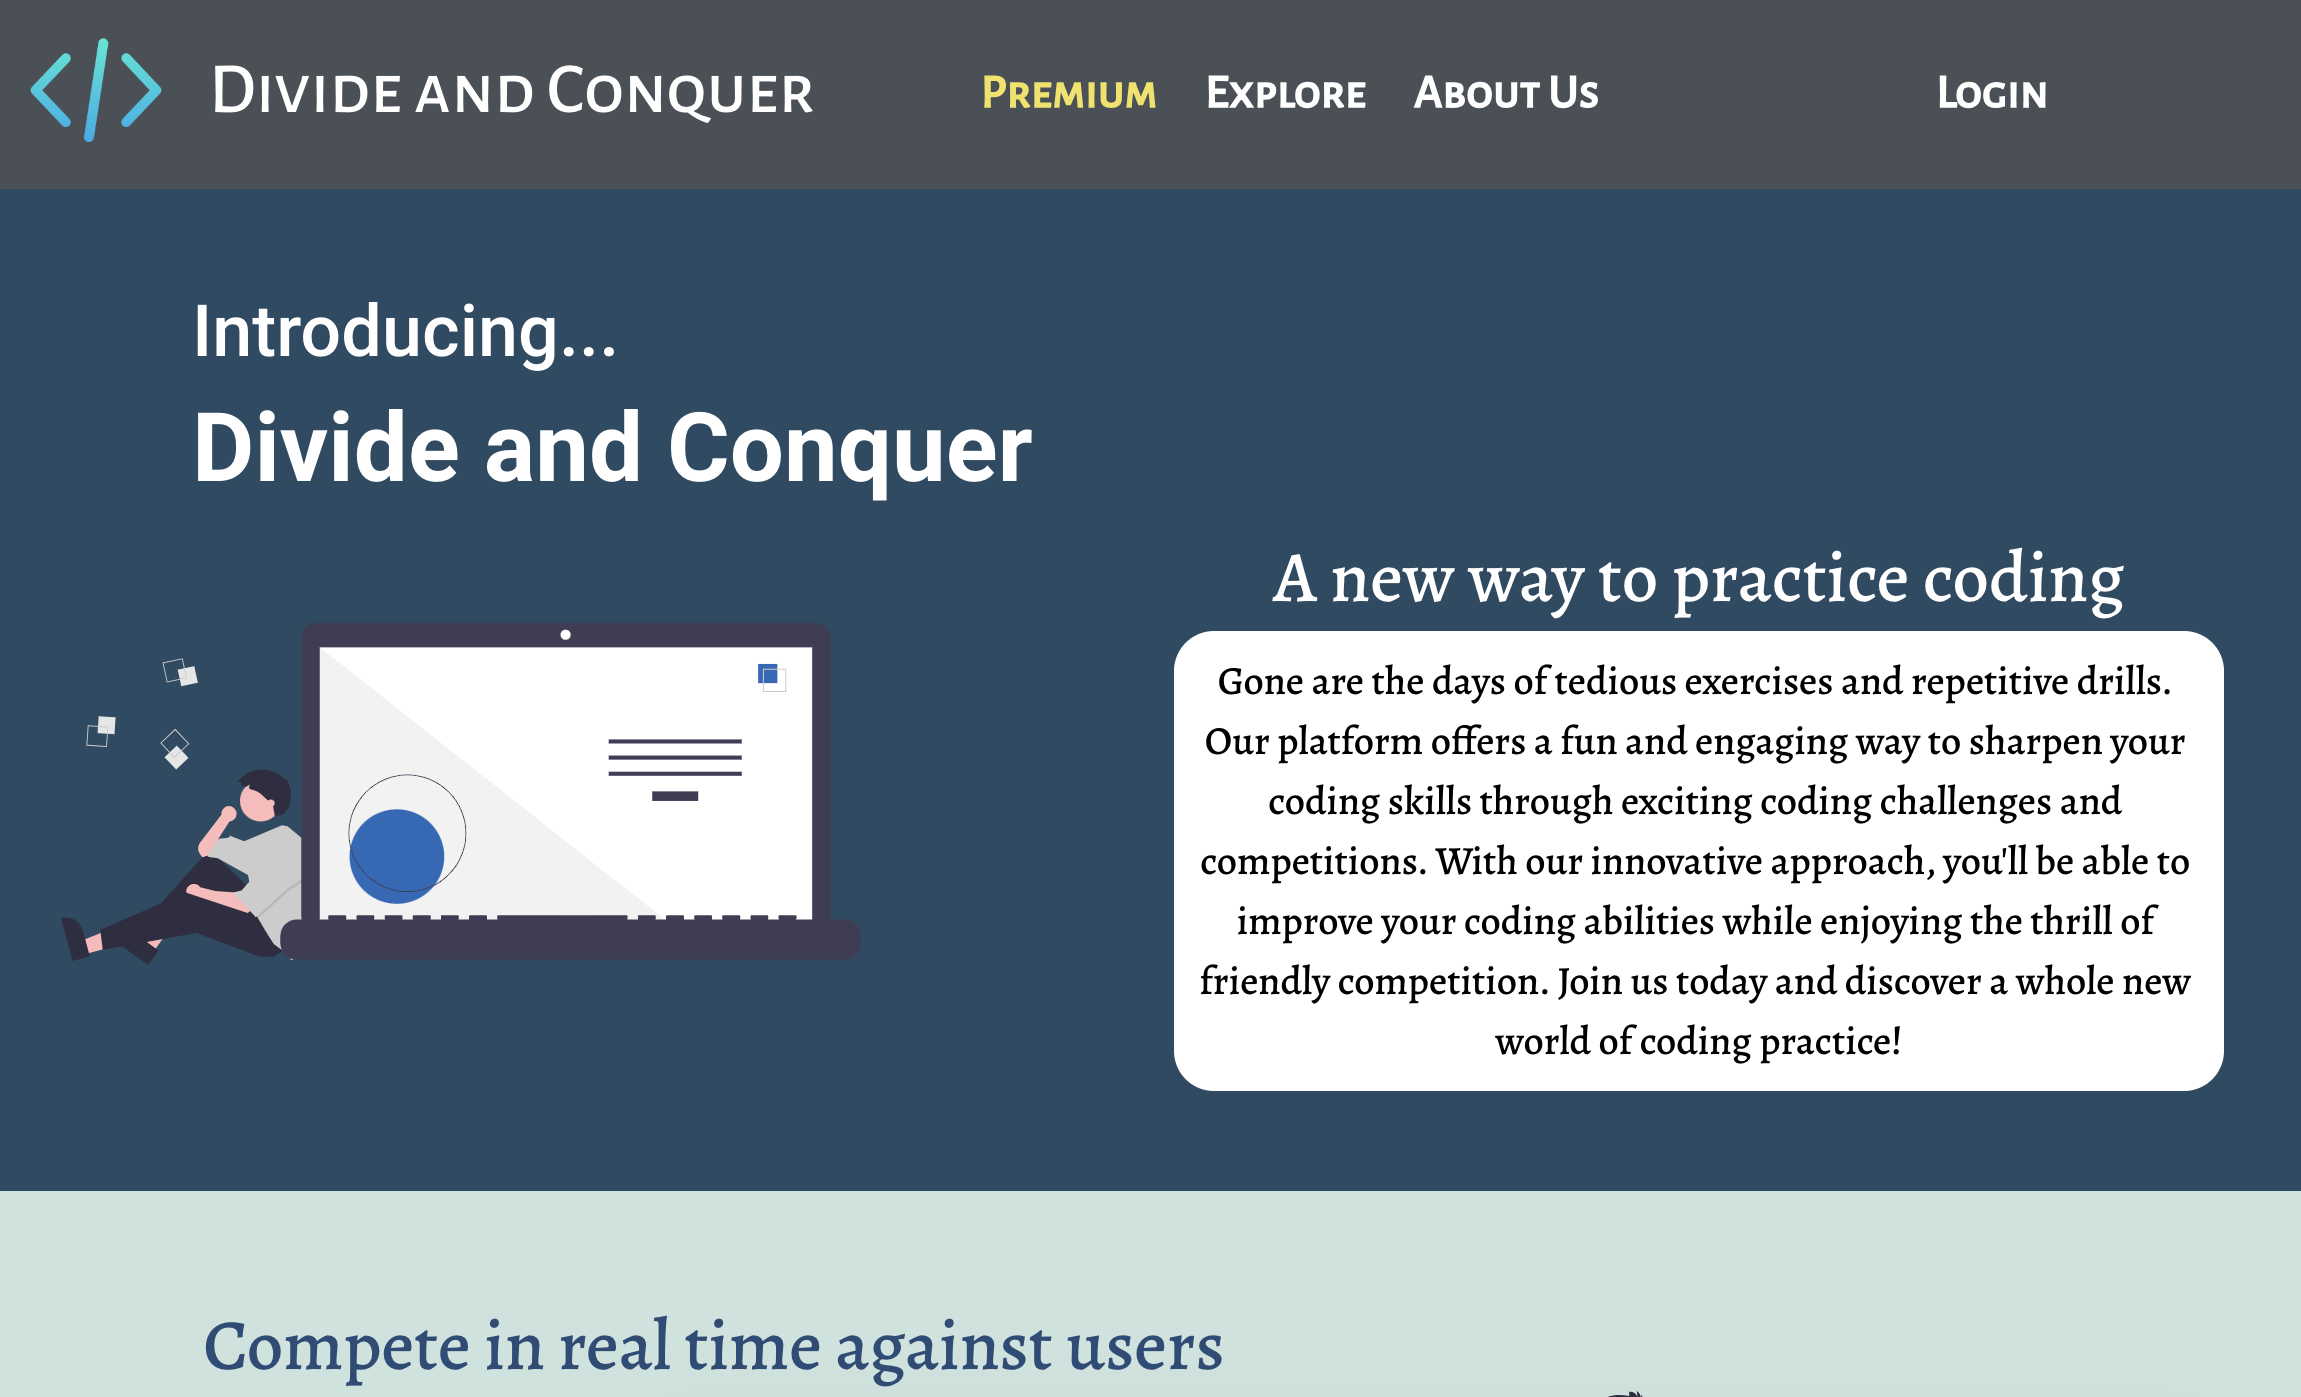 </> Divide and Conquer Premium Explore About Us Login
Introducing...
Divide and Conquer
A new way to practice coding
Gone are the days of tedious exercises and repetitive drills.
Our platform offers a fun and engaging way to sharpen your
coding skills through exciting coding challenges and
competitions. With our innovative approach, you'll be able to
improve your coding abilities while enjoying the thrill of
friendly competition. Join us today and discover a whole new
world of coding practice!
Compete in real time against users